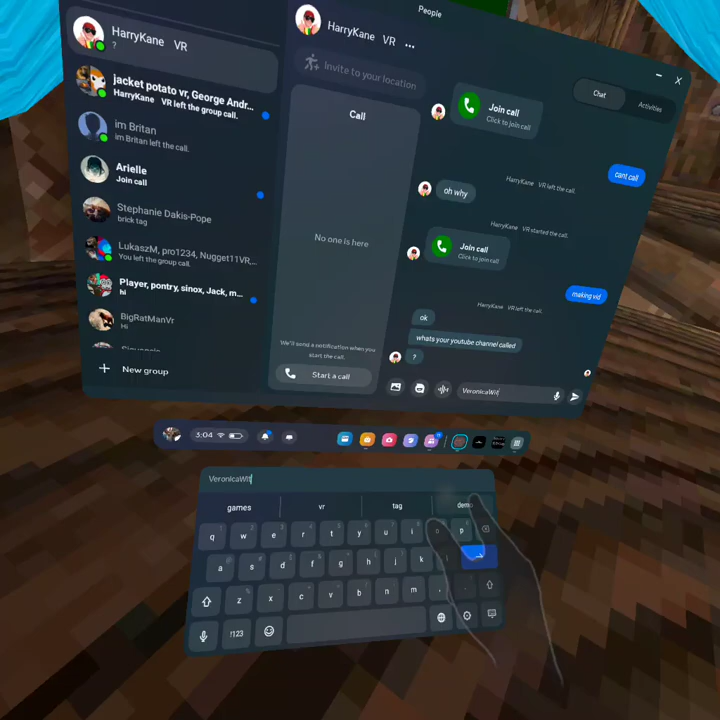 People
HarryKane VR
?
jacket potato vr, George Andr...
HarryKane VR left the group call.
im Britan
im Britan left the call.
Arielle
Join call
Stephanie Dakis-Pope
brick tag
LukaszM, pro1234, Nugget11VR,...
You left the group call.
Player, pontry, sinox, Jack, m...
hi
BigRatManVr
Hi
New group
HarryKane VR
Invite to your location
Call
No one is here
We'll send a notification when you
start the call.
Start a call
Chat
Activities
Join call
Click to join call
cant call
HarryKane VR left the call.
oh why
HarryKane VR started the call.
Join call
Click to join call
making vid
HarryKane VR left the call.
ok
whats your youtube channel called
?
VeronicaWit
3:04
VeronicaWit
games vr tag demo
q w e r t y u i o p
a s d f g h j k l
z x c v b n m , .
!123